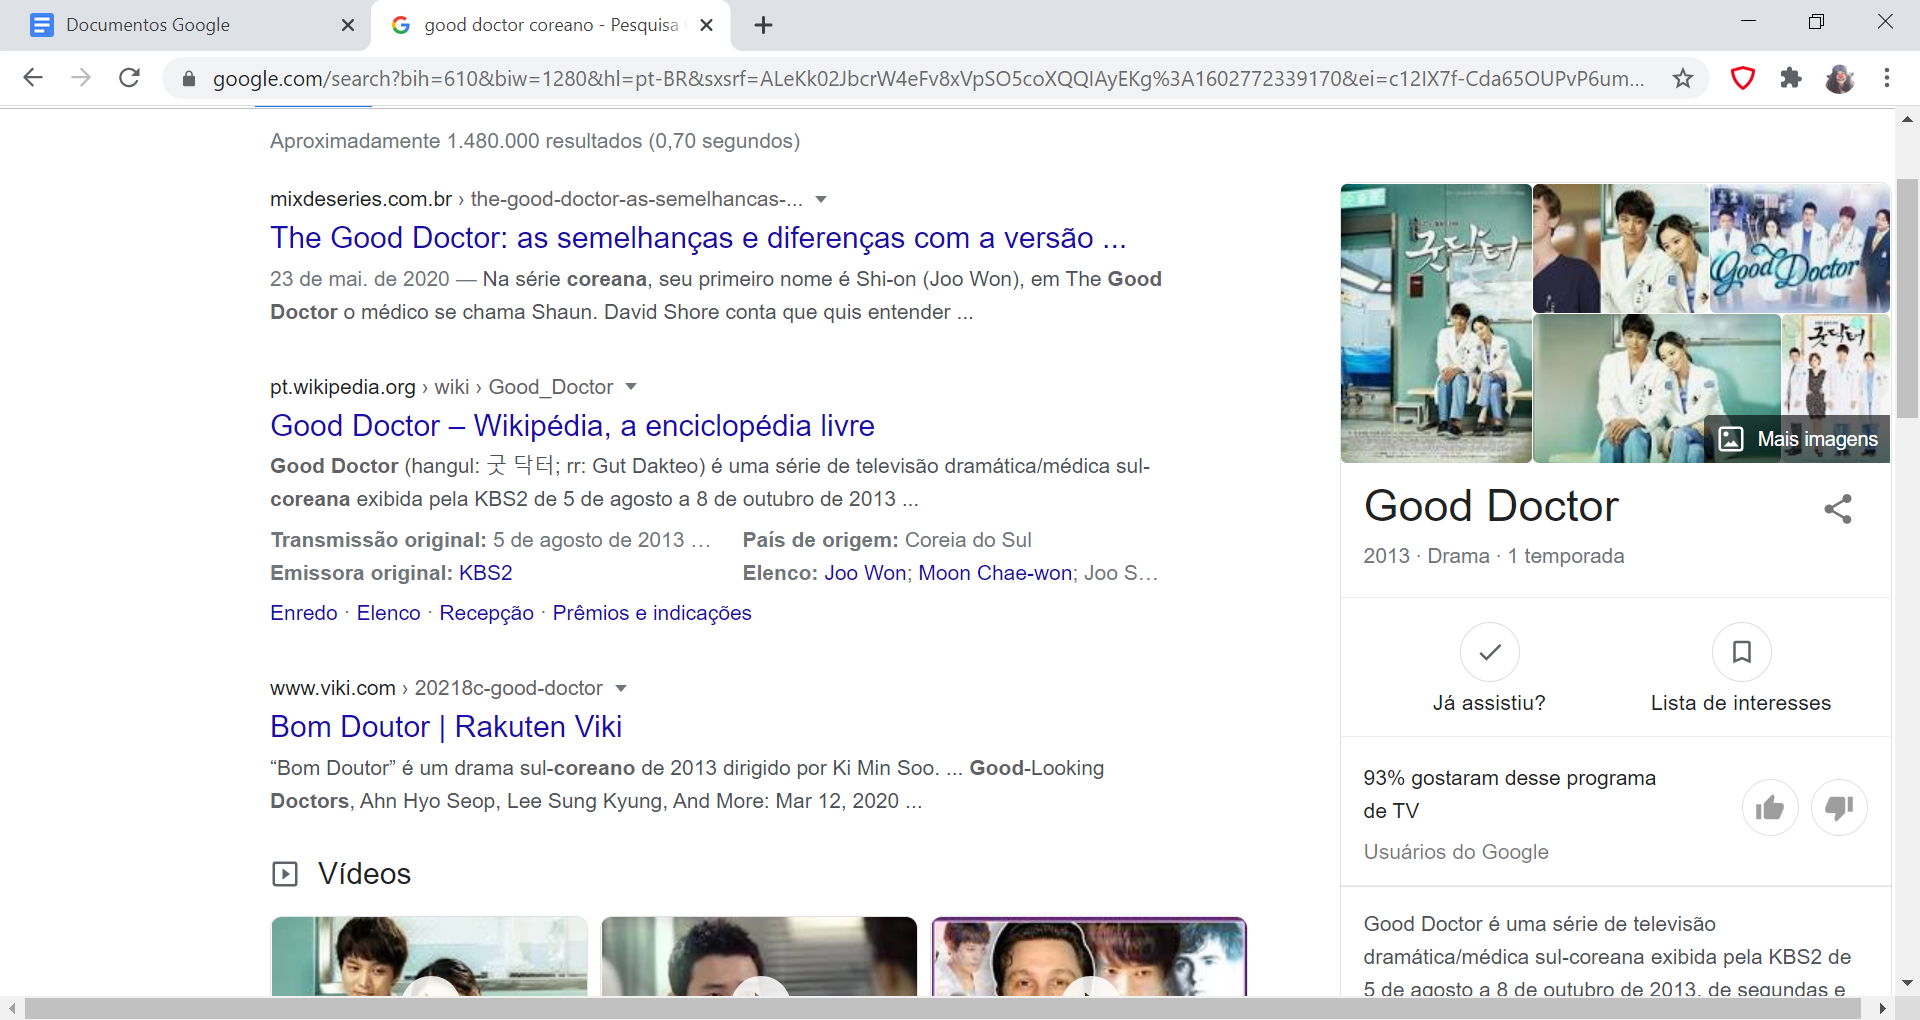 Documentos Google
good doctor coreano - Pesquisa
google.com/search?bih=610&biw=1280&hl=pt-BR&sxsrf=ALeKk02JbcrW4eFv8xVpSO5coXQQIAyEKg%3A1602772339170&ei=c12IX7f-Cda65OUPvP6um...
Aproximadamente 1.480.000 resultados (0,70 segundos)
mixdeseries.com.br › the-good-doctor-as-semelhancas-...
The Good Doctor: as semelhanças e diferenças com a versão ...
23 de mai. de 2020 — Na série coreana, seu primeiro nome é Shi-on (Joo Won), em The Good
Doctor o médico se chama Shaun. David Shore conta que quis entender ...
pt.wikipedia.org › wiki › Good_Doctor
Good Doctor – Wikipédia, a enciclopédia livre
Good Doctor (hangul: 굿 닥터; rr: Gut Dakteo) é uma série de televisão dramática/médica sul-
coreana exibida pela KBS2 de 5 de agosto a 8 de outubro de 2013 ...
Transmissão original: 5 de agosto de 2013 ...
País de origem: Coreia do Sul
Emissora original: KBS2
Elenco: Joo Won; Moon Chae-won; Joo S...
Enredo · Elenco · Recepção · Prêmios e indicações
www.viki.com › 20218c-good-doctor
Bom Doutor | Rakuten Viki
“Bom Doutor” é um drama sul-coreano de 2013 dirigido por Ki Min Soo. ... Good-Looking
Doctors, Ahn Hyo Seop, Lee Sung Kyung, And More: Mar 12, 2020 ...
Vídeos
굿닥터
Good Doctor
굿닥터
Mais imagens
Good Doctor
2013 · Drama · 1 temporada
Já assistiu?
Lista de interesses
93% gostaram desse programa
de TV
Usuários do Google
Good Doctor é uma série de televisão
dramática/médica sul-coreana exibida pela KBS2 de
5 de agosto a 8 de outubro de 2013, de segundas e